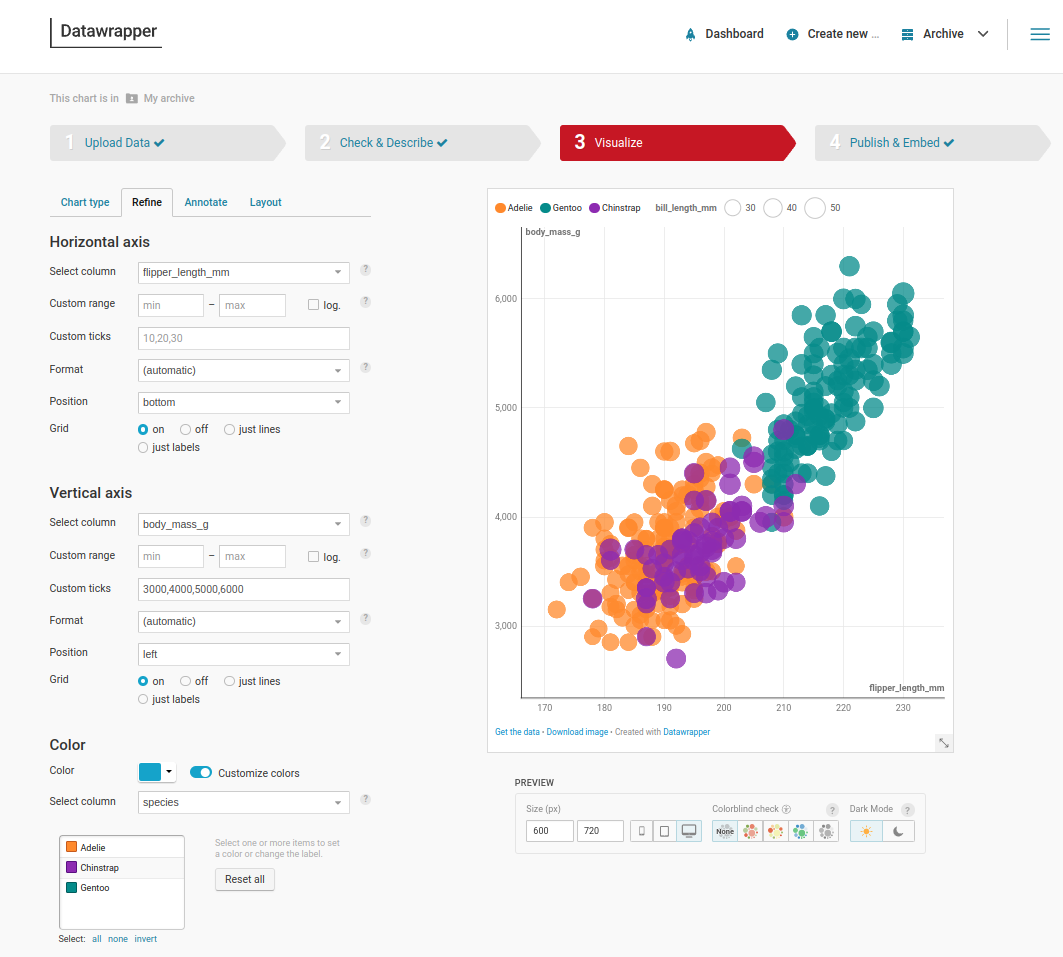 Datawrapper
Dashboard Create new ... Archive
This chart is in My archive
1 Upload Data
2 Check & Describe
3 Visualize
4 Publish & Embed
Chart type Refine Annotate Layout
Horizontal axis
Select column flipper_length_mm ?
Custom range min – max log. ?
Custom ticks 10,20,30
Format (automatic) ?
Position bottom
Grid on off just lines
just labels
Vertical axis
Select column body_mass_g ?
Custom range min – max log. ?
Custom ticks 3000,4000,5000,6000
Format (automatic) ?
Position left
Grid on off just lines
just labels
Color
Color Customize colors
Select column species ?
Adelie
Chinstrap
Gentoo
Select one or more items to set
a color or change the label.
Reset all
Select: all none invert
Adelie Gentoo Chinstrap bill_length_mm 30 40 50
body_mass_g
6,000
5,000
4,000
3,000
flipper_length_mm
170 180 190 200 210 220 230
Get the data • Download image • Created with Datawrapper
PREVIEW
Size (px) Colorblind check ? Dark Mode ?
600 720 None